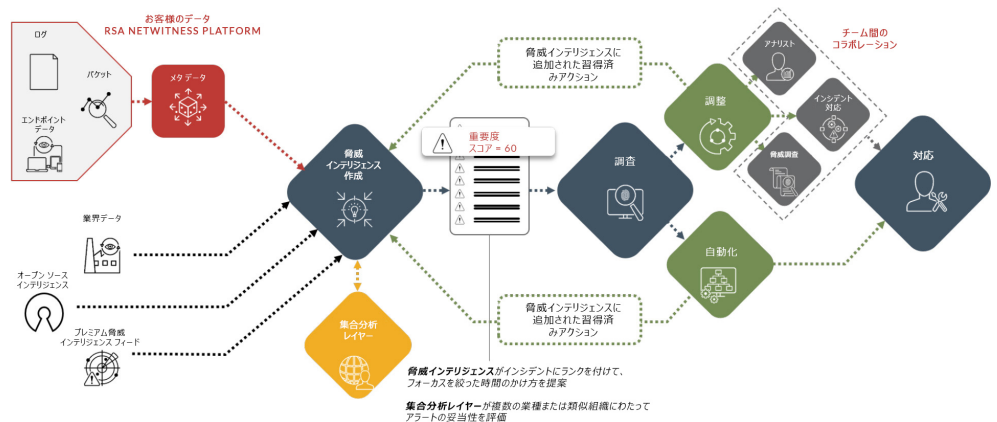 お客様のデータ
RSA NETWITNESS PLATFORM
ログ
パケット
エンドポイント
データ
メタ データ
業界データ
オープン ソース
インテリジェンス
プレミアム脅威
インテリジェンス フィード
脅威
インテリジェンス
作成
集合分析
レイヤー
重要度
スコア = 60
脅威インテリジェンスに
追加された習得済
みアクション
調査
調整
自動化
脅威インテリジェンスに
追加された習得済
みアクション
チーム間の
コラボレーション
アナリスト
インシデント
対応
脅威調査
対応
脅威インテリジェンスがインシデントにランクを付けて、
フォーカスを絞った時間のかけ方を提案
集合分析レイヤーが複数の業種または類似組織にわたって
アラートの妥当性を評価